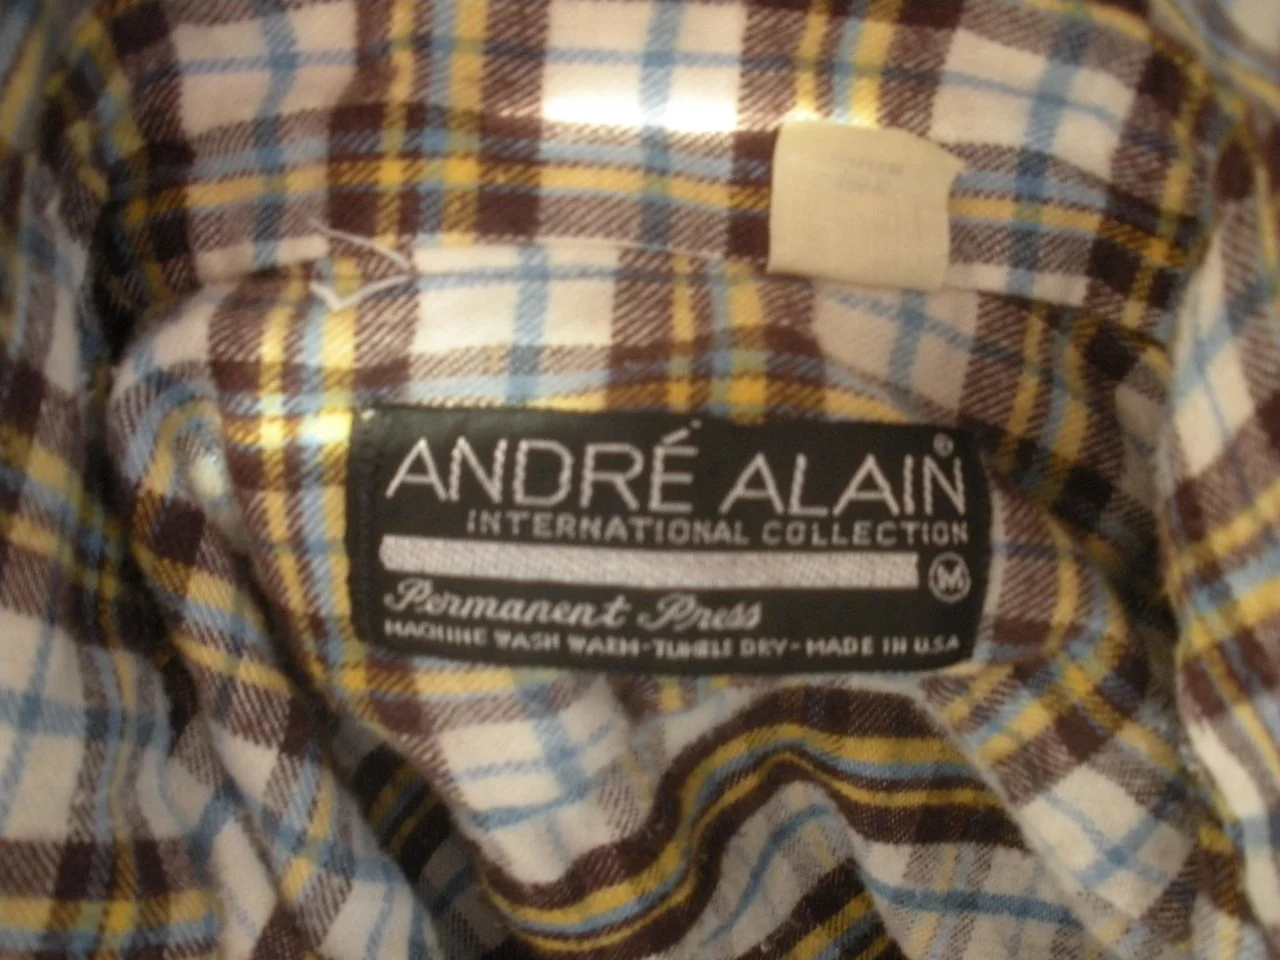 ANDRÉ ALAIN®
INTERNATIONAL COLLECTION
M
Permanent Press
MACHINE WASH WARM-TUMBLE DRY-MADE IN U.S.A